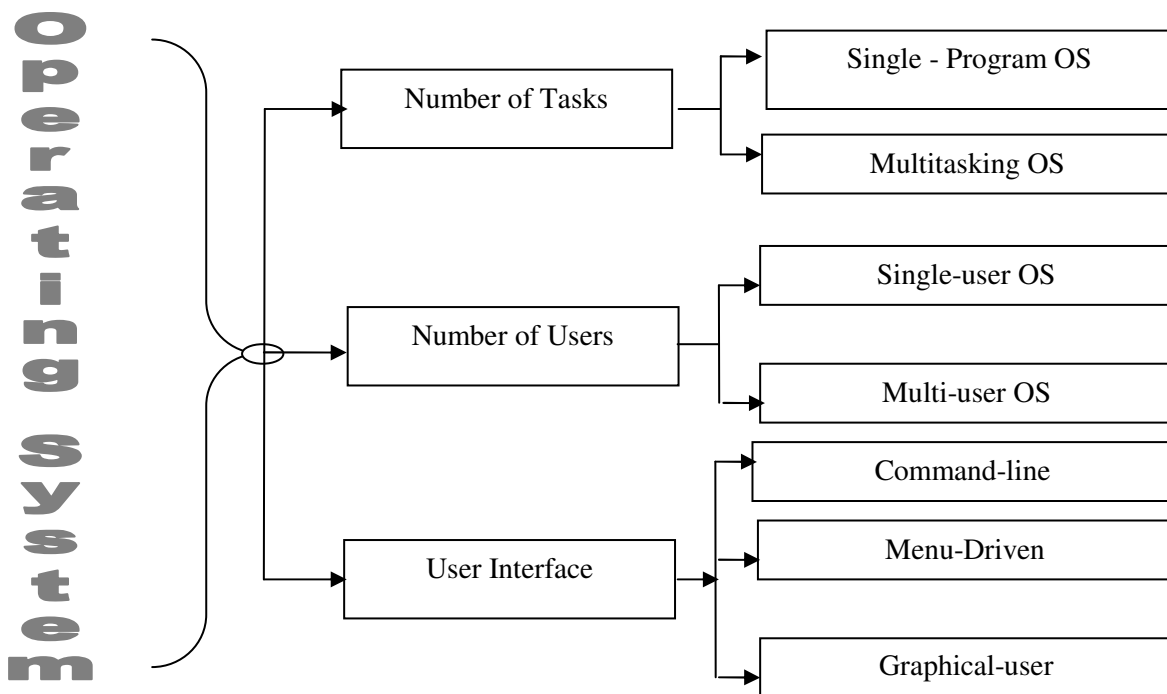 Operating System
Number of Tasks
Single - Program OS
Multitasking OS
Number of Users
Single-user OS
Multi-user OS
User Interface
Command-line
Menu-Driven
Graphical-user